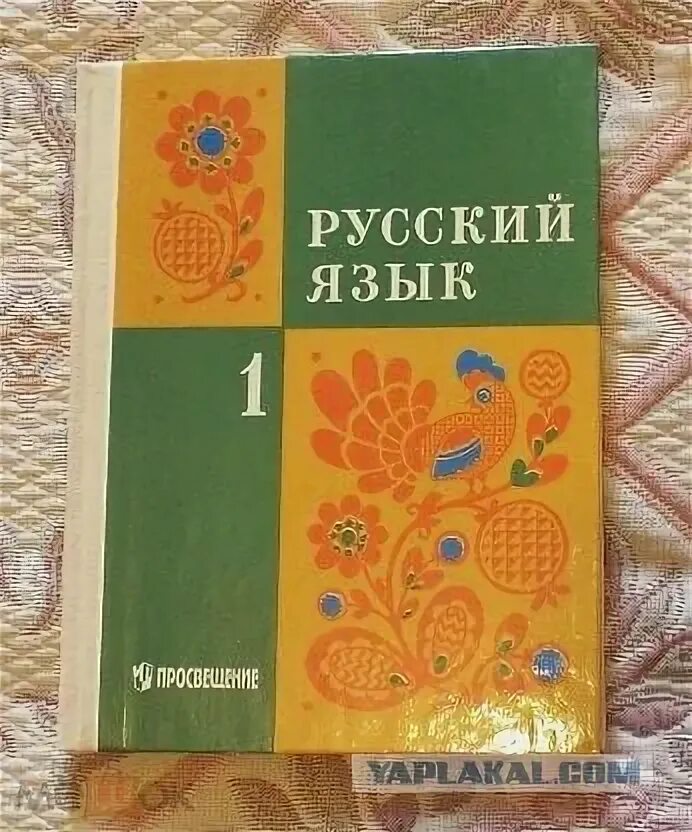 РУССКИЙ
ЯЗЫК
1
ПРОСВЕЩЕНИЕ
YAPLAKAL.COM